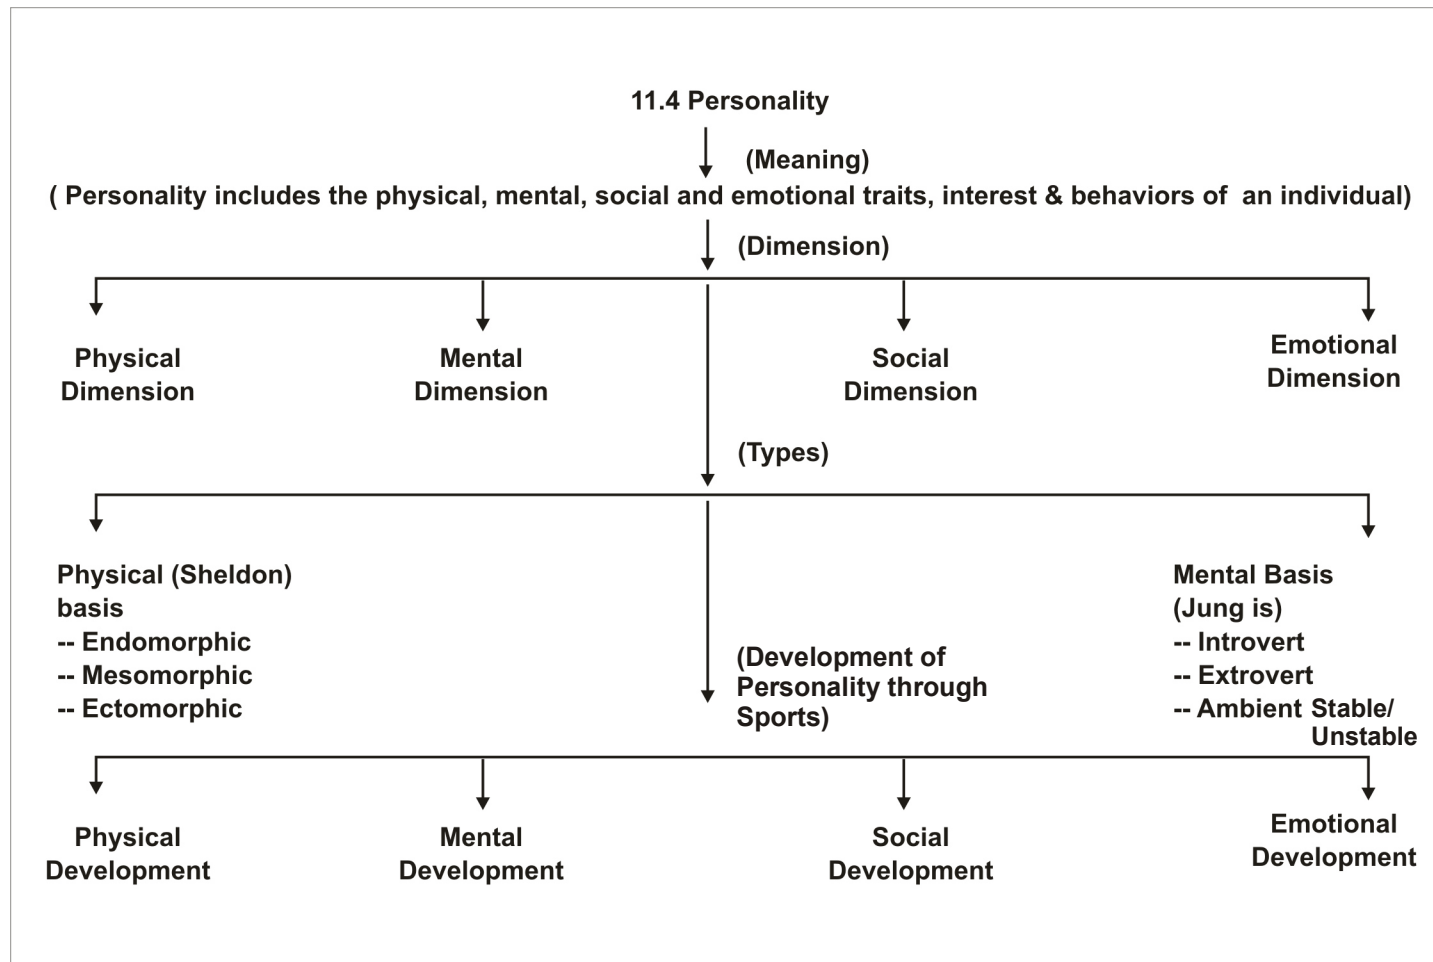 11.4 Personality
(Meaning)
( Personality includes the physical, mental, social and emotional traits, interest & behaviors of an individual)
(Dimension)
Physical
Dimension
Mental
Dimension
Social
Dimension
Emotional
Dimension
(Types)
Physical (Sheldon)
basis
-- Endomorphic
-- Mesomorphic
-- Ectomorphic
(Development of
Personality through
Sports)
Mental Basis
(Jung is)
-- Introvert
-- Extrovert
-- Ambient Stable/
Unstable
Physical
Development
Mental
Development
Social
Development
Emotional
Development